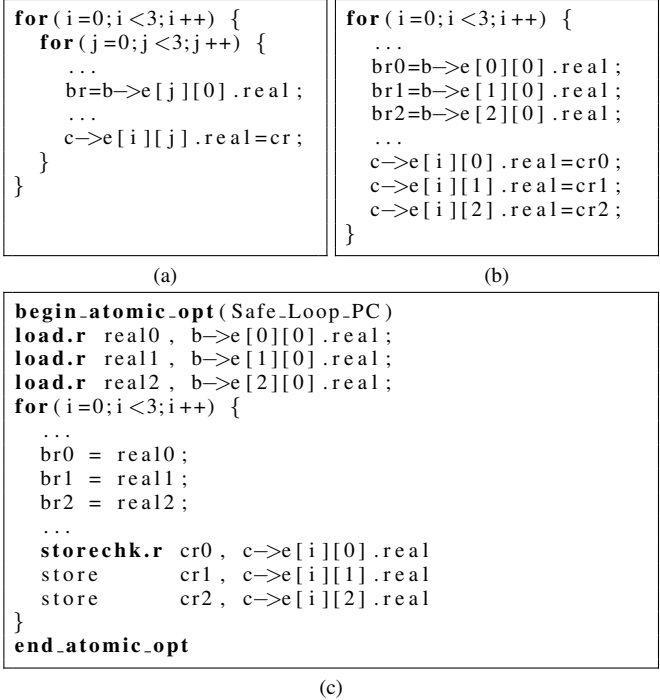 for(i=0;i<3;i++) {
  for(j=0;j<3;j++) {
    ...
    br=b->e[j][0].real;
    ...
    c->e[i][j].real=cr;
  }
}
(a)
for(i=0;i<3;i++) {
  ...
  br0=b->e[0][0].real;
  br1=b->e[1][0].real;
  br2=b->e[2][0].real;
  ...
  c->e[i][0].real=cr0;
  c->e[i][1].real=cr1;
  c->e[i][2].real=cr2;
}
(b)
begin_atomic_opt(Safe_Loop_PC)
load.r real0, b->e[0][0].real;
load.r real1, b->e[1][0].real;
load.r real2, b->e[2][0].real;
for(i=0;i<3;i++) {
  ...
  br0 = real0;
  br1 = real1;
  br2 = real2;
  ...
  storechk.r cr0, c->e[i][0].real
  store      cr1, c->e[i][1].real
  store      cr2, c->e[i][2].real
}
end_atomic_opt
(c)